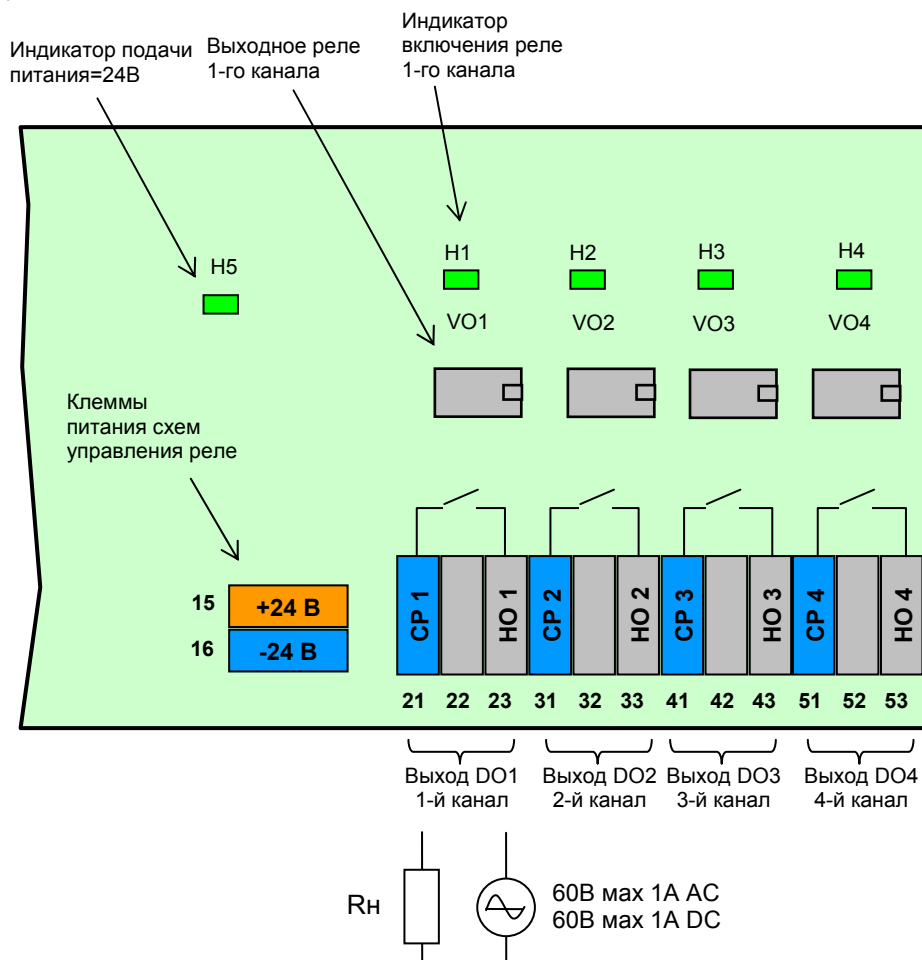 Индикатор подачи
питания=24В
Выходное реле
1-го канала
Индикатор
включения реле
1-го канала
H5
H1
H2
H3
H4
VO1
VO2
VO3
VO4
Клеммы
питания схем
управления реле
15
+24 В
16
-24 В
СР 1
НО 1
СР 2
НО 2
СР 3
НО 3
СР 4
НО 4
21 22 23 31 32 33 41 42 43 51 52 53
Выход DO1
1-й канал
Выход DO2
2-й канал
Выход DO3
3-й канал
Выход DO4
4-й канал
Rн
60В мах 1А AC
60В мах 1А DC